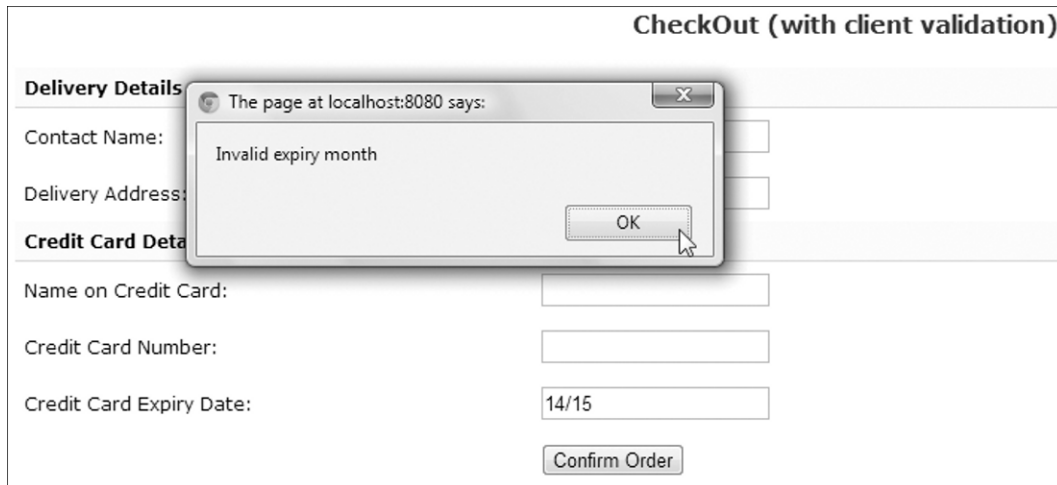 CheckOut (with client validation)
Delivery Details
The page at localhost:8080 says:
Contact Name:
Invalid expiry month
Delivery Address:
OK
Credit Card Deta
Name on Credit Card:
Credit Card Number:
Credit Card Expiry Date:
14/15
Confirm Order